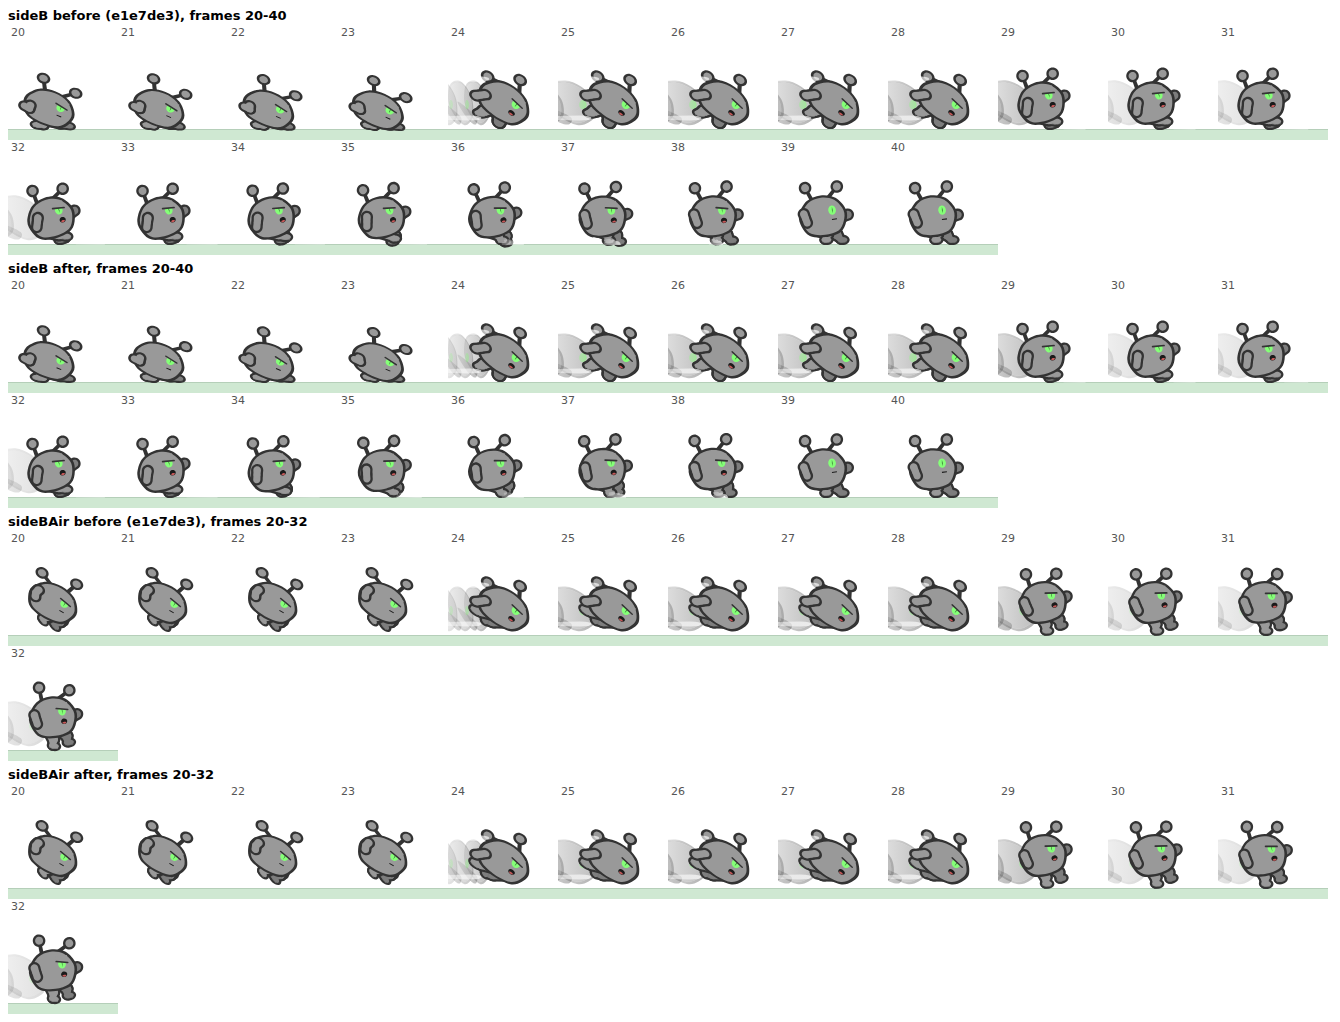 sideB before (e1e7de3), frames 20-40
20 21 22 23 24 25 26 27 28 29 30 31
32 33 34 35 36 37 38 39 40
sideB after, frames 20-40
20 21 22 23 24 25 26 27 28 29 30 31
32 33 34 35 36 37 38 39 40
sideBAir before (e1e7de3), frames 20-32
20 21 22 23 24 25 26 27 28 29 30 31
32
sideBAir after, frames 20-32
20 21 22 23 24 25 26 27 28 29 30 31
32